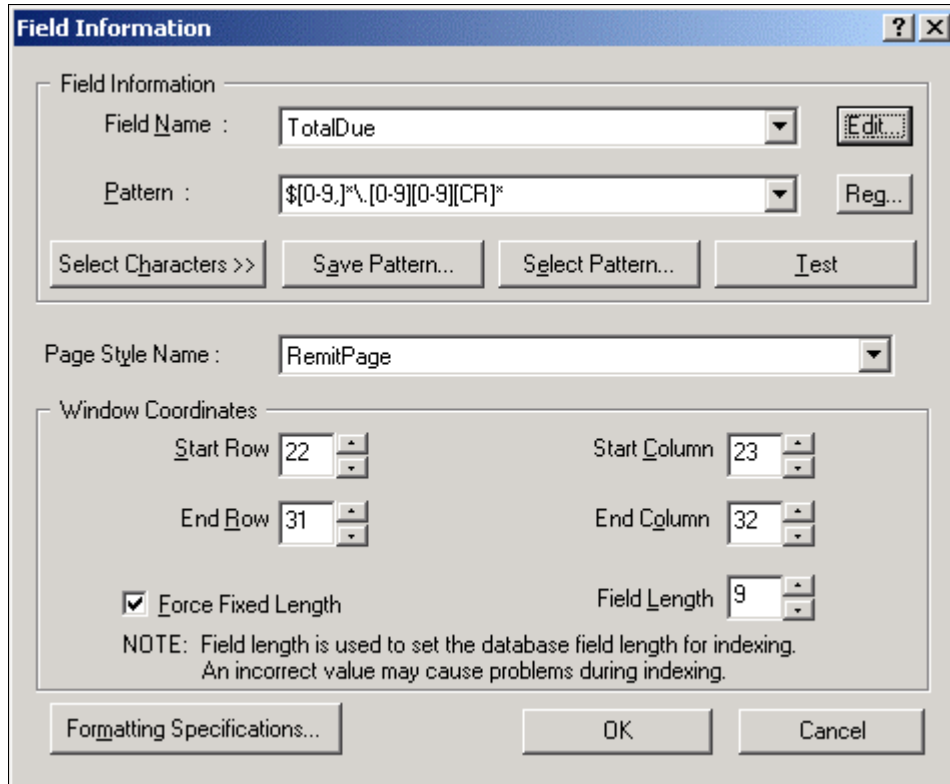 Field Information
Field Information
Field Name :
TotalDue
Edit...
Pattern :
$[0-9,]*\.[0-9][0-9][CR]*
Reg...
Select Characters >>
Save Pattern...
Select Pattern...
Test
Page Style Name :
RemitPage
Window Coordinates
Start Row 22
Start Column 23
End Row 31
End Column 32
Force Fixed Length
Field Length 9
NOTE: Field length is used to set the database field length for indexing.
An incorrect value may cause problems during indexing.
Formatting Specifications...
OK
Cancel